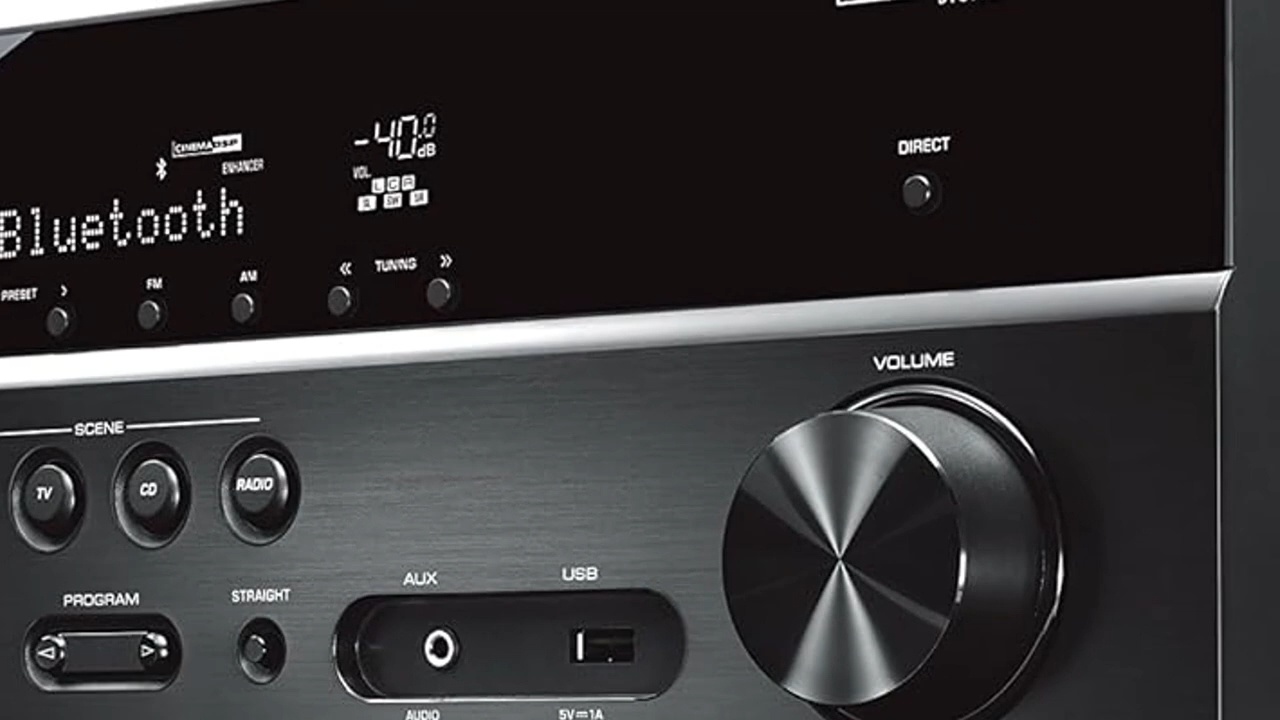 CINEMA DSP
ENHANCER
-40.0
dB
VOL.
L C R
SL SW SR
Bluetooth
DIRECT
PRESET >
FM
AM
<< TUNING >>
VOLUME
SCENE
TV
CD
RADIO
PROGRAM
STRAIGHT
AUX
USB
AUDIO
5V⎓1A